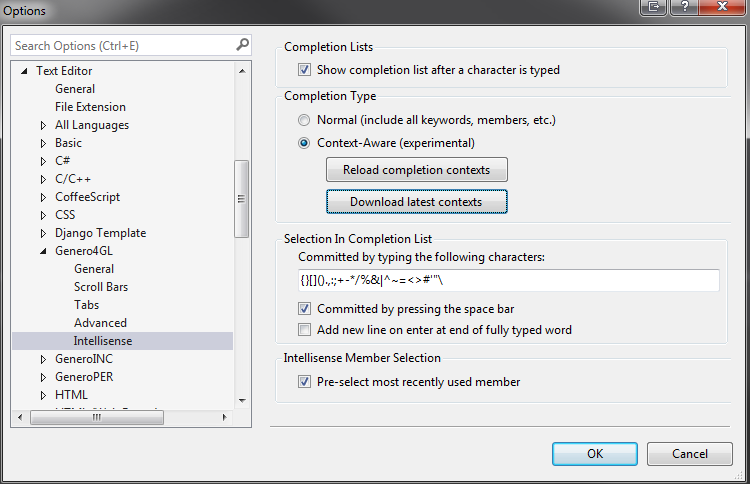 Options
Search Options (Ctrl+E)
Text Editor
General
File Extension
All Languages
Basic
C#
C/C++
CoffeeScript
CSS
Django Template
Genero4GL
General
Scroll Bars
Tabs
Advanced
Intellisense
GeneroINC
GeneroPER
HTML
Completion Lists
Show completion list after a character is typed
Completion Type
Normal (include all keywords, members, etc.)
Context-Aware (experimental)
Reload completion contexts
Download latest contexts
Selection In Completion List
Committed by typing the following characters:
{}[]().,:;+-*/%&|^~=<>#'"\
Committed by pressing the space bar
Add new line on enter at end of fully typed word
Intellisense Member Selection
Pre-select most recently used member
OK
Cancel